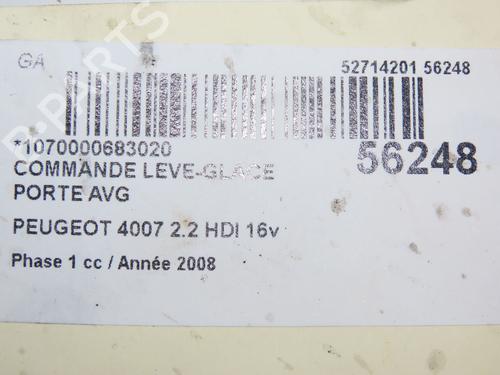 GA
52714201 56248
*1070000683020
56248
COMMANDE LEVE-GLACE
PORTE AVG
PEUGEOT 4007 2.2 HDI 16v
Phase 1 cc / Année 2008